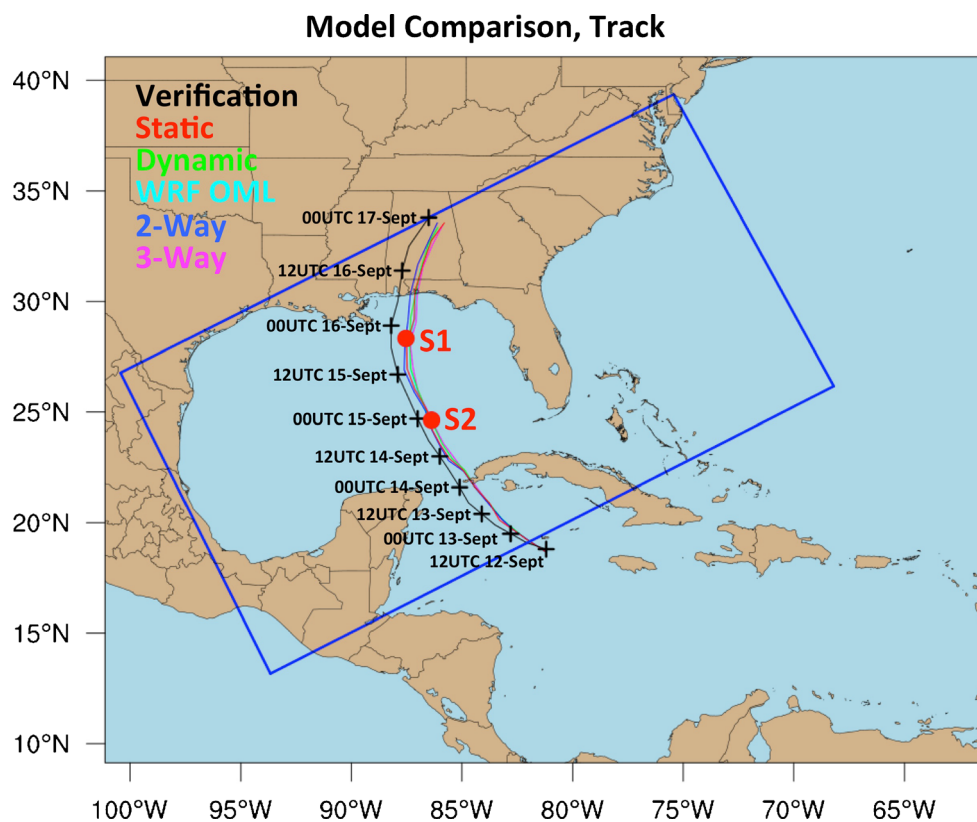 Model Comparison, Track
40°N
Verification
Static
Dynamic
WRF OML
2-Way
3-Way
35°N
00UTC 17-Sept
12UTC 16-Sept
30°N
00UTC 16-Sept
S1
12UTC 15-Sept
25°N
00UTC 15-Sept
S2
12UTC 14-Sept
00UTC 14-Sept
20°N
12UTC 13-Sept
00UTC 13-Sept
12UTC 12-Sept
15°N
10°N
100°W 95°W 90°W 85°W 80°W 75°W 70°W 65°W